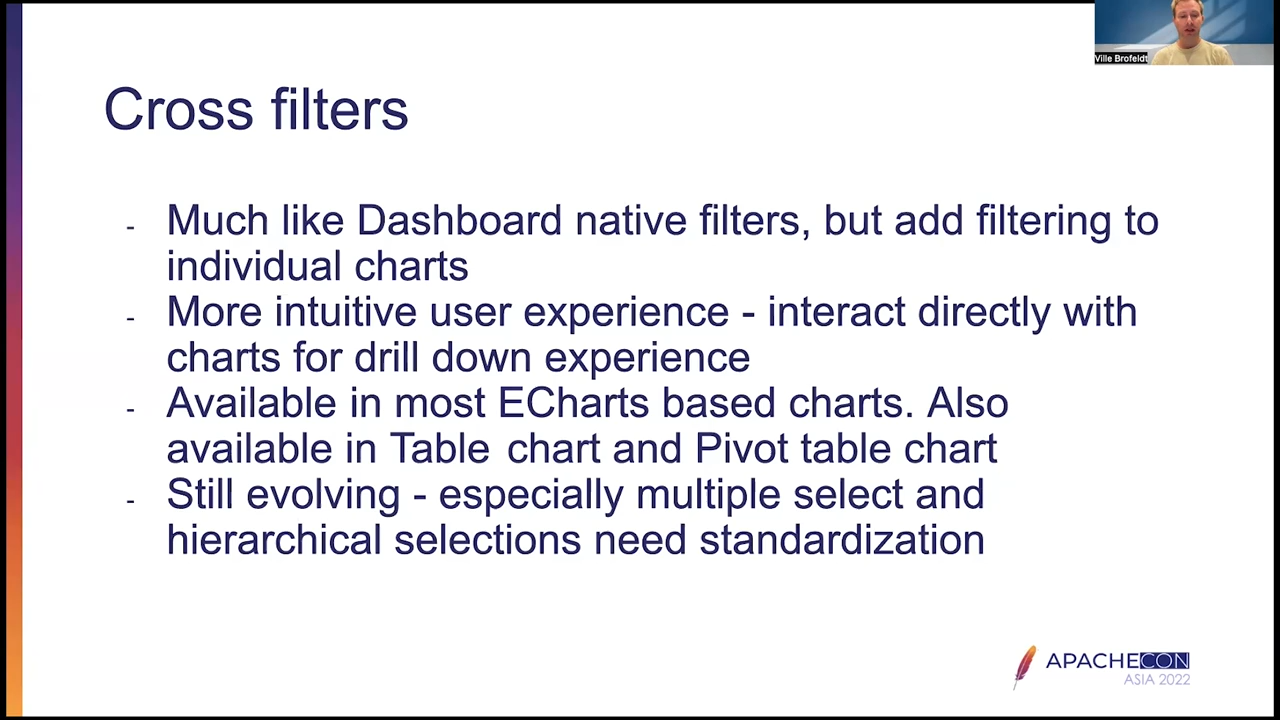 Ville Brofeldt
Cross filters
- Much like Dashboard native filters, but add filtering to
individual charts
- More intuitive user experience - interact directly with
charts for drill down experience
- Available in most ECharts based charts. Also
available in Table chart and Pivot table chart
- Still evolving - especially multiple select and
hierarchical selections need standardization
APACHECON
ASIA 2022